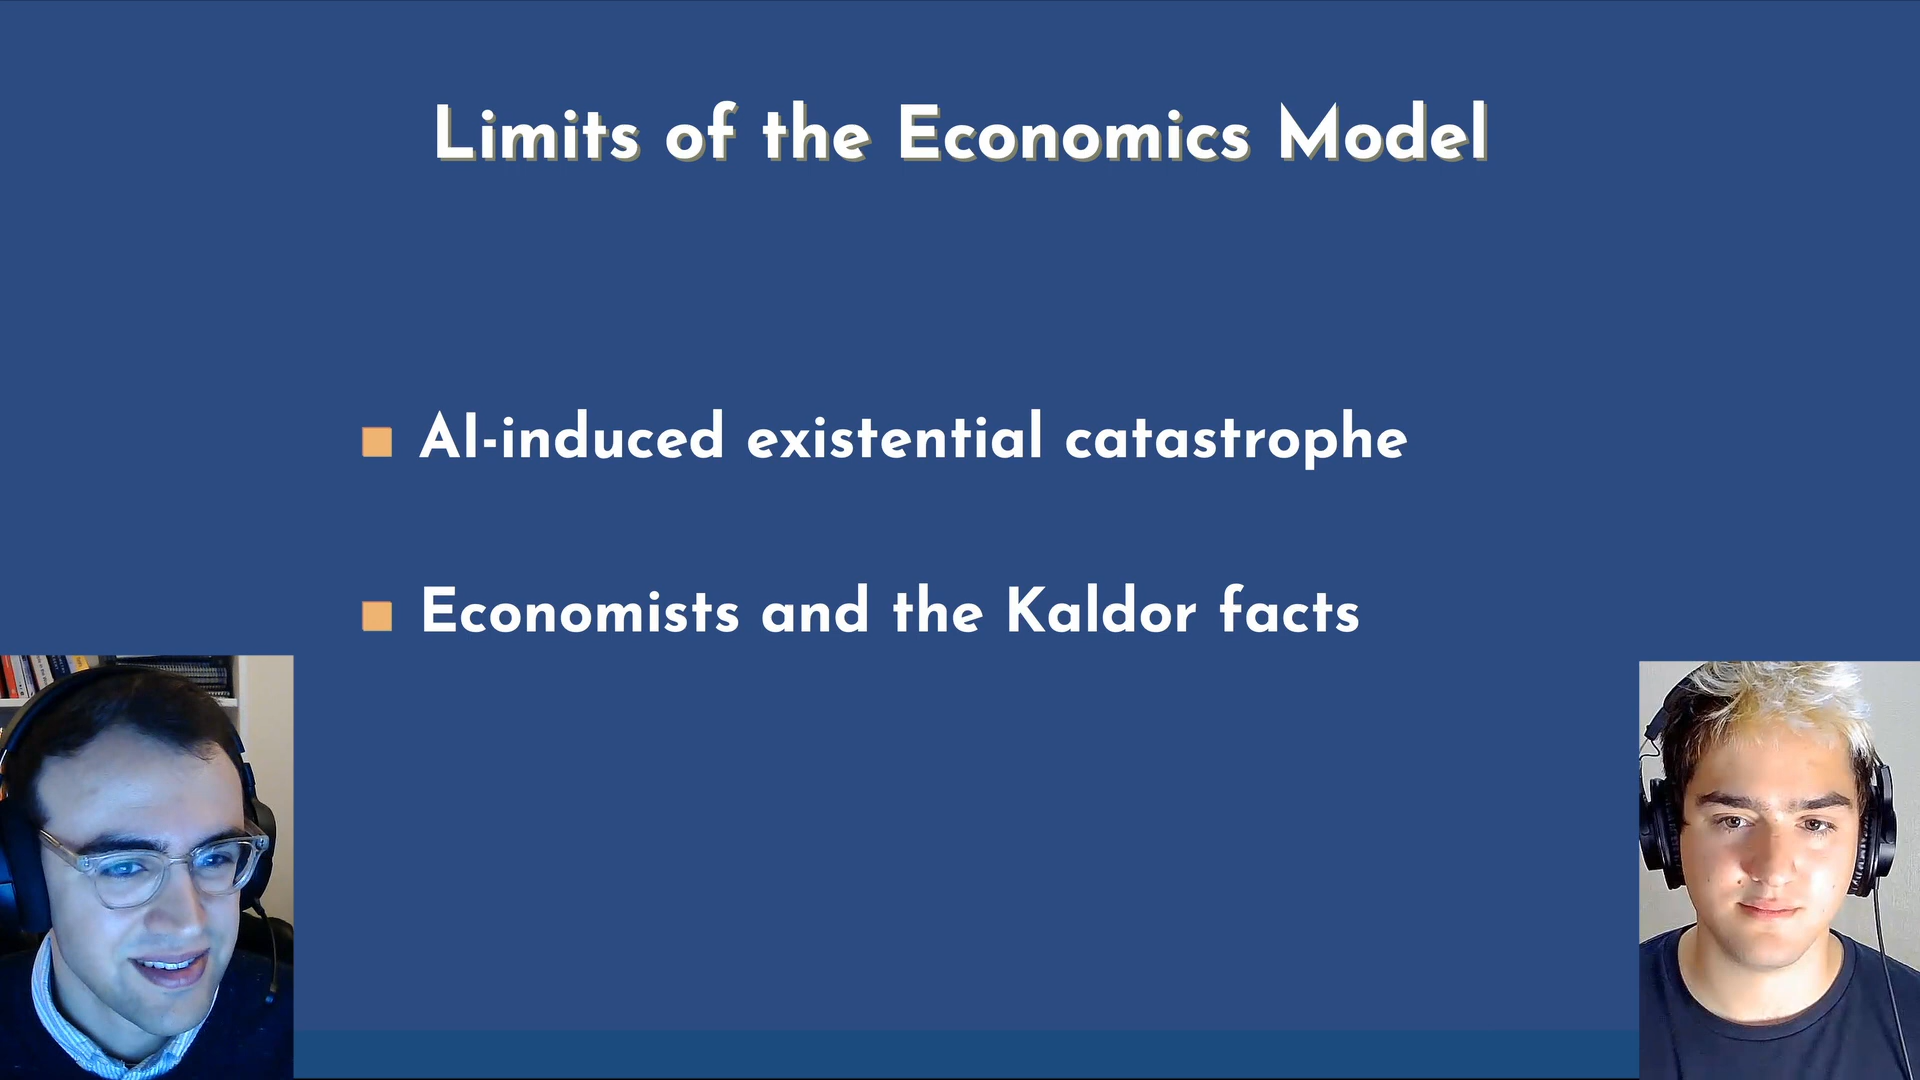 Limits of the Economics Model
AI-induced existential catastrophe
Economists and the Kaldor facts